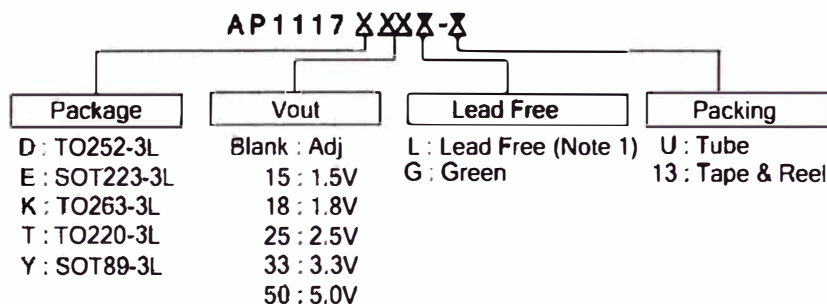 AP1117 X XX X - X
Package
D : TO252-3L
E : SOT223-3L
K : TO263-3L
T : TO220-3L
Y : SOT89-3L
Vout
Blank : Adj
15 : 1.5V
18 : 1.8V
25 : 2.5V
33 : 3.3V
50 : 5.0V
Lead Free
L : Lead Free (Note 1)
G : Green
Packing
U : Tube
13 : Tape & Reel